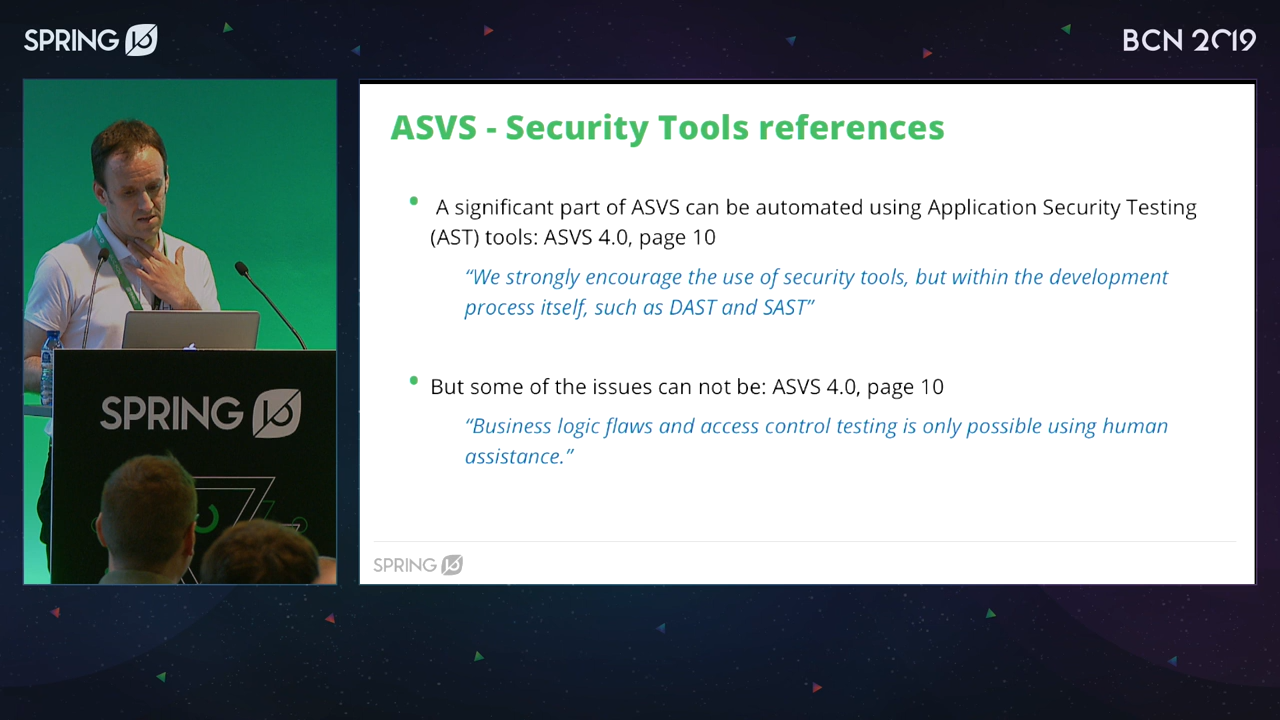 SPRING
BCN 2019
ASVS - Security Tools references
A significant part of ASVS can be automated using Application Security Testing
(AST) tools: ASVS 4.0, page 10
“We strongly encourage the use of security tools, but within the development
process itself, such as DAST and SAST”
But some of the issues can not be: ASVS 4.0, page 10
“Business logic flaws and access control testing is only possible using human
assistance.”
SPRING
SPRING